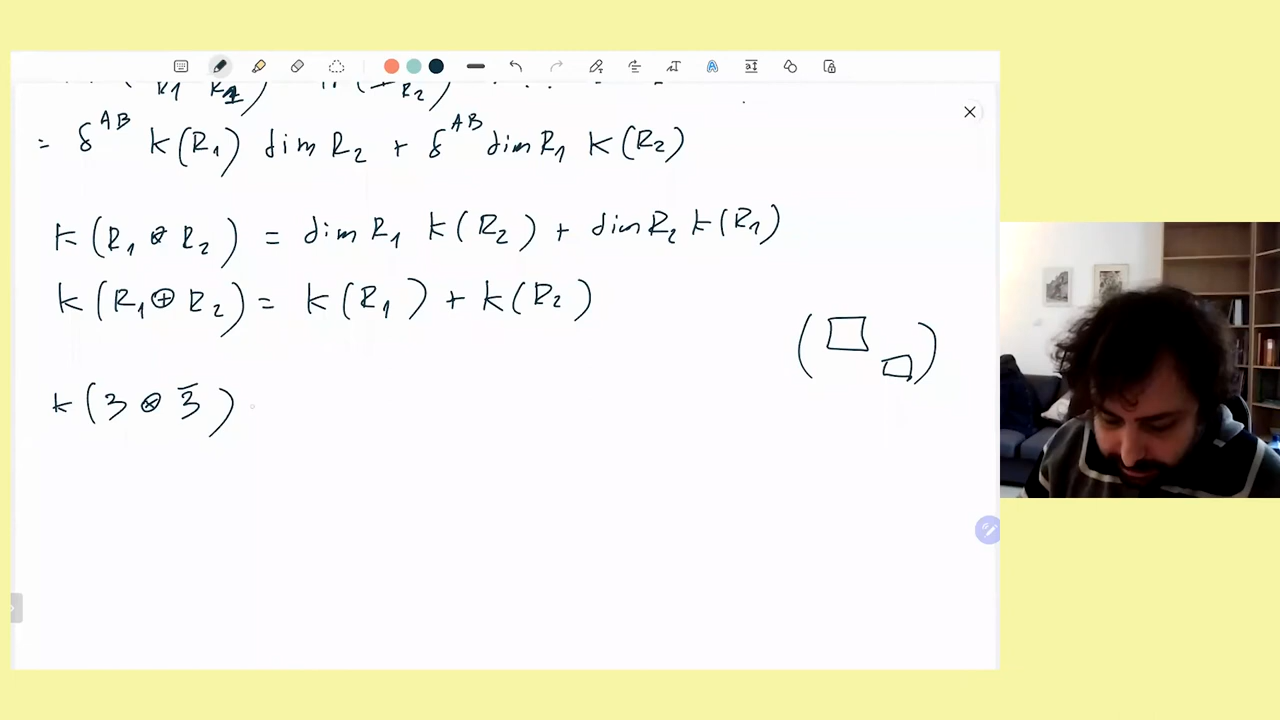 = δ^{AB} k(R₁) dim R₂ + δ^{AB} dim R₁ k(R₂)
k(R₁ ⊗ R₂) = dim R₁ k(R₂) + dim R₂ k(R₁)
k(R₁ ⊕ R₂) = k(R₁) + k(R₂)
k(3 ⊗ 3̄)